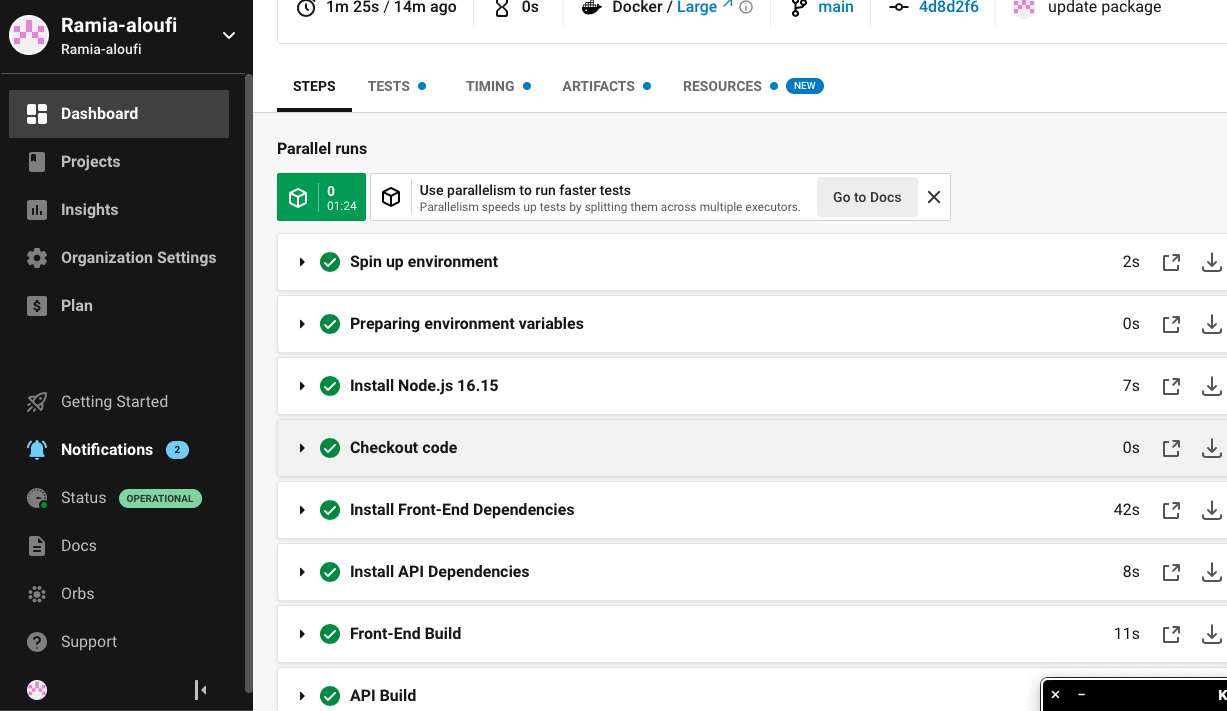 Ramia-aloufi
Ramia-aloufi
Dashboard
Projects
Insights
Organization Settings
Plan
Getting Started
Notifications 2
Status OPERATIONAL
Docs
Orbs
Support
1m 25s / 14m ago 0s Docker / Large main 4d8d2f6 update package
STEPS TESTS TIMING ARTIFACTS RESOURCES NEW
Parallel runs
0
01:24
Use parallelism to run faster tests
Parallelism speeds up tests by splitting them across multiple executors.
Go to Docs
Spin up environment 2s
Preparing environment variables 0s
Install Node.js 16.15 7s
Checkout code 0s
Install Front-End Dependencies 42s
Install API Dependencies 8s
Front-End Build 11s
API Build
K